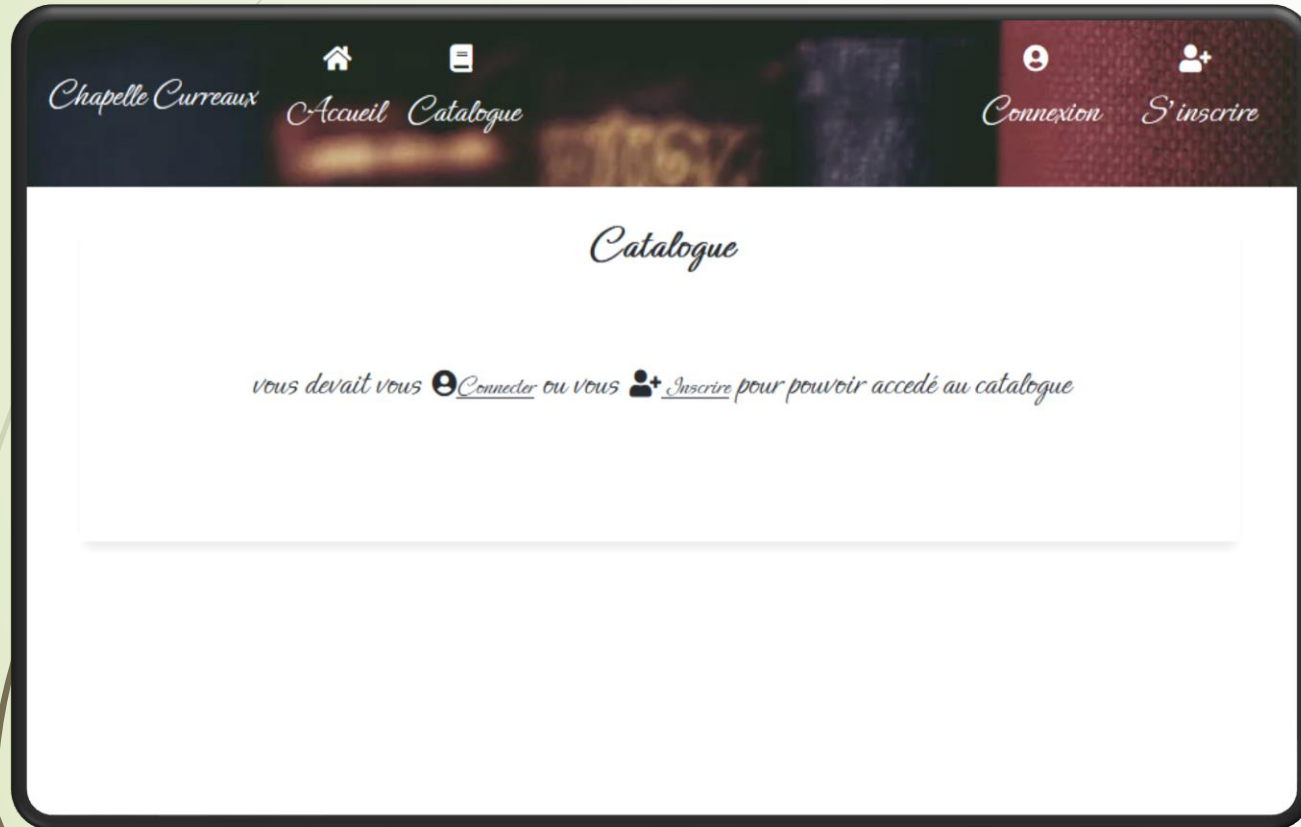 Chapelle Curreaux
Accueil Catalogue
Connexion S'inscrire
Catalogue
vous devait vous Connecter ou vous Inscrire pour pouvoir accedé au catalogue